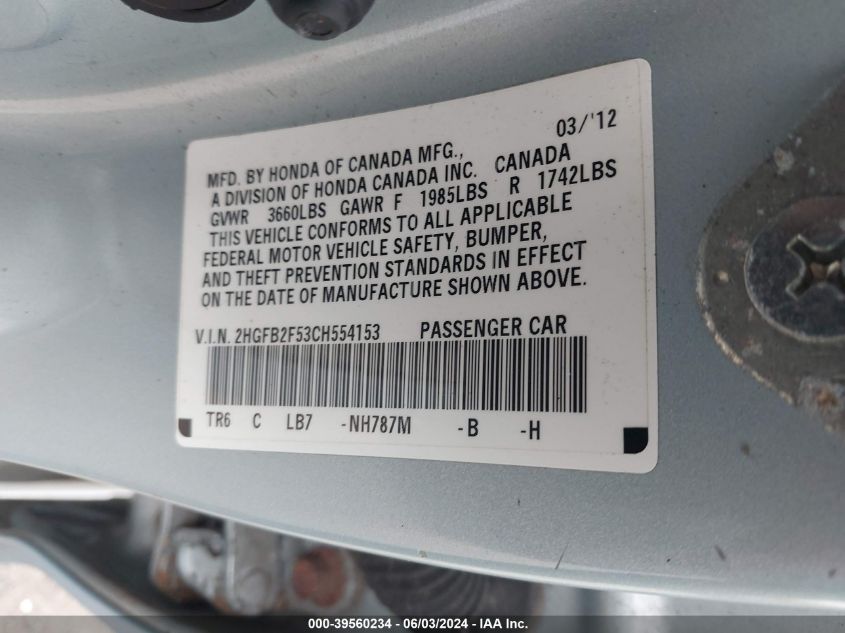 03/'12
MFD. BY HONDA OF CANADA MFG.,
A DIVISION OF HONDA CANADA INC. CANADA
GVWR 3660LBS GAWR F 1985LBS R 1742LBS
THIS VEHICLE CONFORMS TO ALL APPLICABLE
FEDERAL MOTOR VEHICLE SAFETY, BUMPER,
AND THEFT PREVENTION STANDARDS IN EFFECT
ON THE DATE OF MANUFACTURE SHOWN ABOVE.
V.I.N. 2HGFB2F53CH554153 PASSENGER CAR
TR6 C LB7 -NH787M -B -H
000-39560234 - 06/03/2024 - IAA Inc.